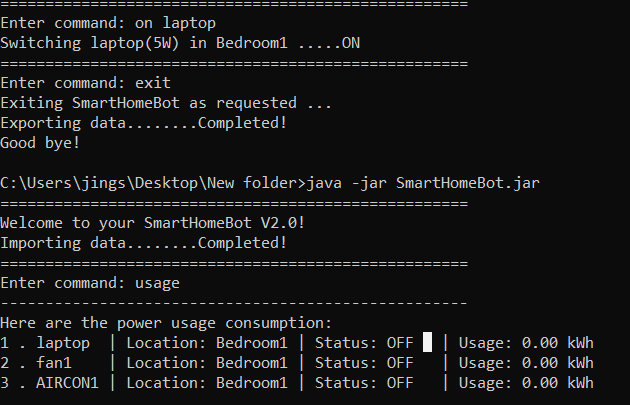 ==================================================
Enter command: on laptop
Switching laptop(5W) in Bedroom1 .....ON
==================================================
Enter command: exit
Exiting SmartHomeBot as requested ...
Exporting data........Completed!
Good bye!
C:\Users\jings\Desktop\New folder>java -jar SmartHomeBot.jar
==================================================
Welcome to your SmartHomeBot V2.0!
Importing data........Completed!
==================================================
Enter command: usage
--------------------------------------------------
Here are the power usage consumption:
1 . laptop  | Location: Bedroom1 | Status: OFF   | Usage: 0.00 kWh
2 . fan1    | Location: Bedroom1 | Status: OFF   | Usage: 0.00 kWh
3 . AIRCON1 | Location: Bedroom1 | Status: OFF   | Usage: 0.00 kWh